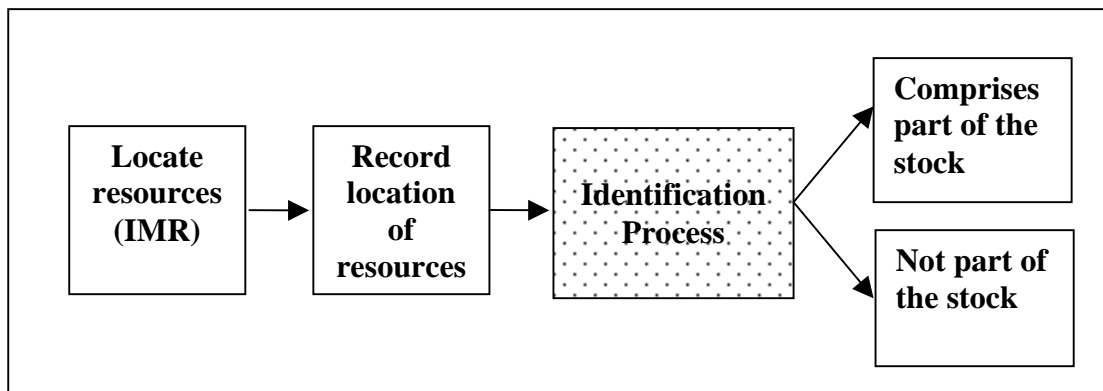 Locate
resources
(IMR)
Record
location
of
resources
Identification
Process
Comprises
part of the
stock
Not part of
the stock